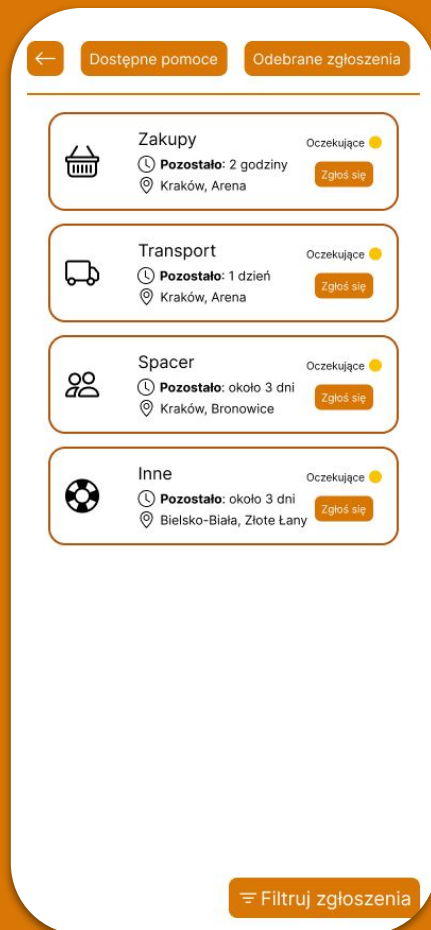 Dostępne pomoce
Odebrane zgłoszenia
Zakupy
Oczekujące
Pozostało: 2 godziny
Zgłoś się
Kraków, Arena
Transport
Oczekujące
Pozostało: 1 dzień
Zgłoś się
Kraków, Arena
Spacer
Oczekujące
Pozostało: około 3 dni
Zgłoś się
Kraków, Bronowice
Inne
Oczekujące
Pozostało: około 3 dni
Zgłoś się
Bielsko-Biała, Złote Łany
Filtruj zgłoszenia